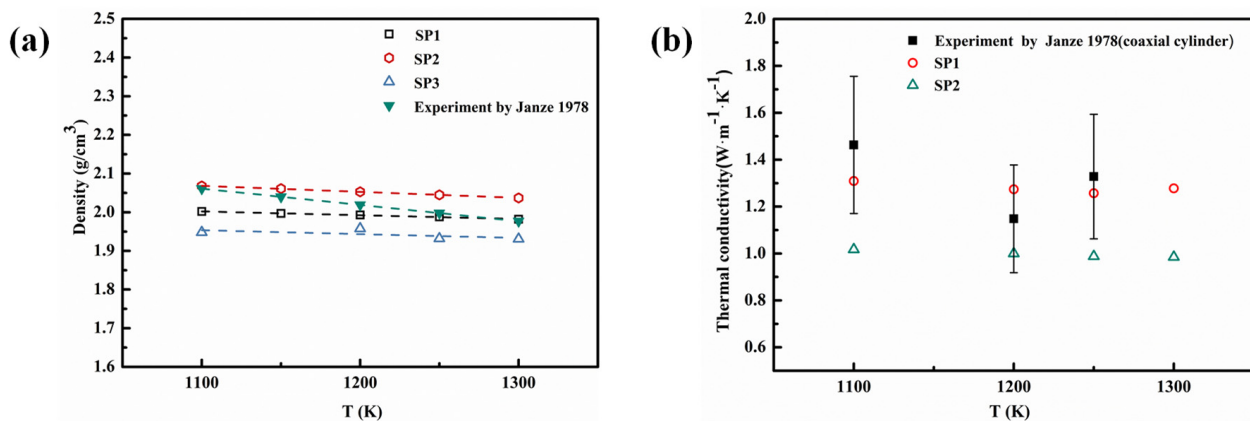 (a)
2.5
2.4
2.3
2.2
2.1
2.0
1.9
1.8
1.7
1.6
Density (g/cm³)
SP1
SP2
SP3
Experiment by Janze 1978
1100
1200
1300
T (K)
(b)
2.0
1.8
1.6
1.4
1.2
1.0
0.8
0.6
Thermal conductivity(W·m⁻¹·K⁻¹)
Experiment by Janze 1978(coaxial cylinder)
SP1
SP2
1100
1200
1300
T (K)